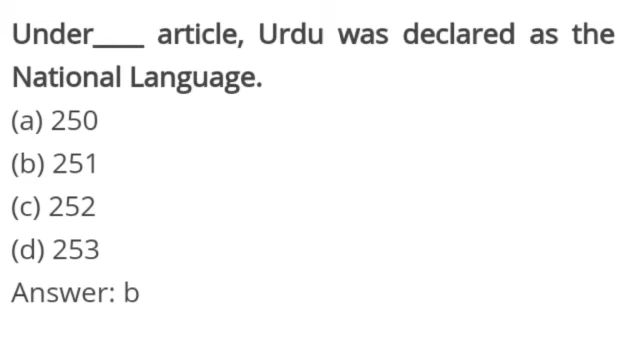 Under____ article, Urdu was declared as the
National Language.
(a) 250
(b) 251
(c) 252
(d) 253
Answer: b